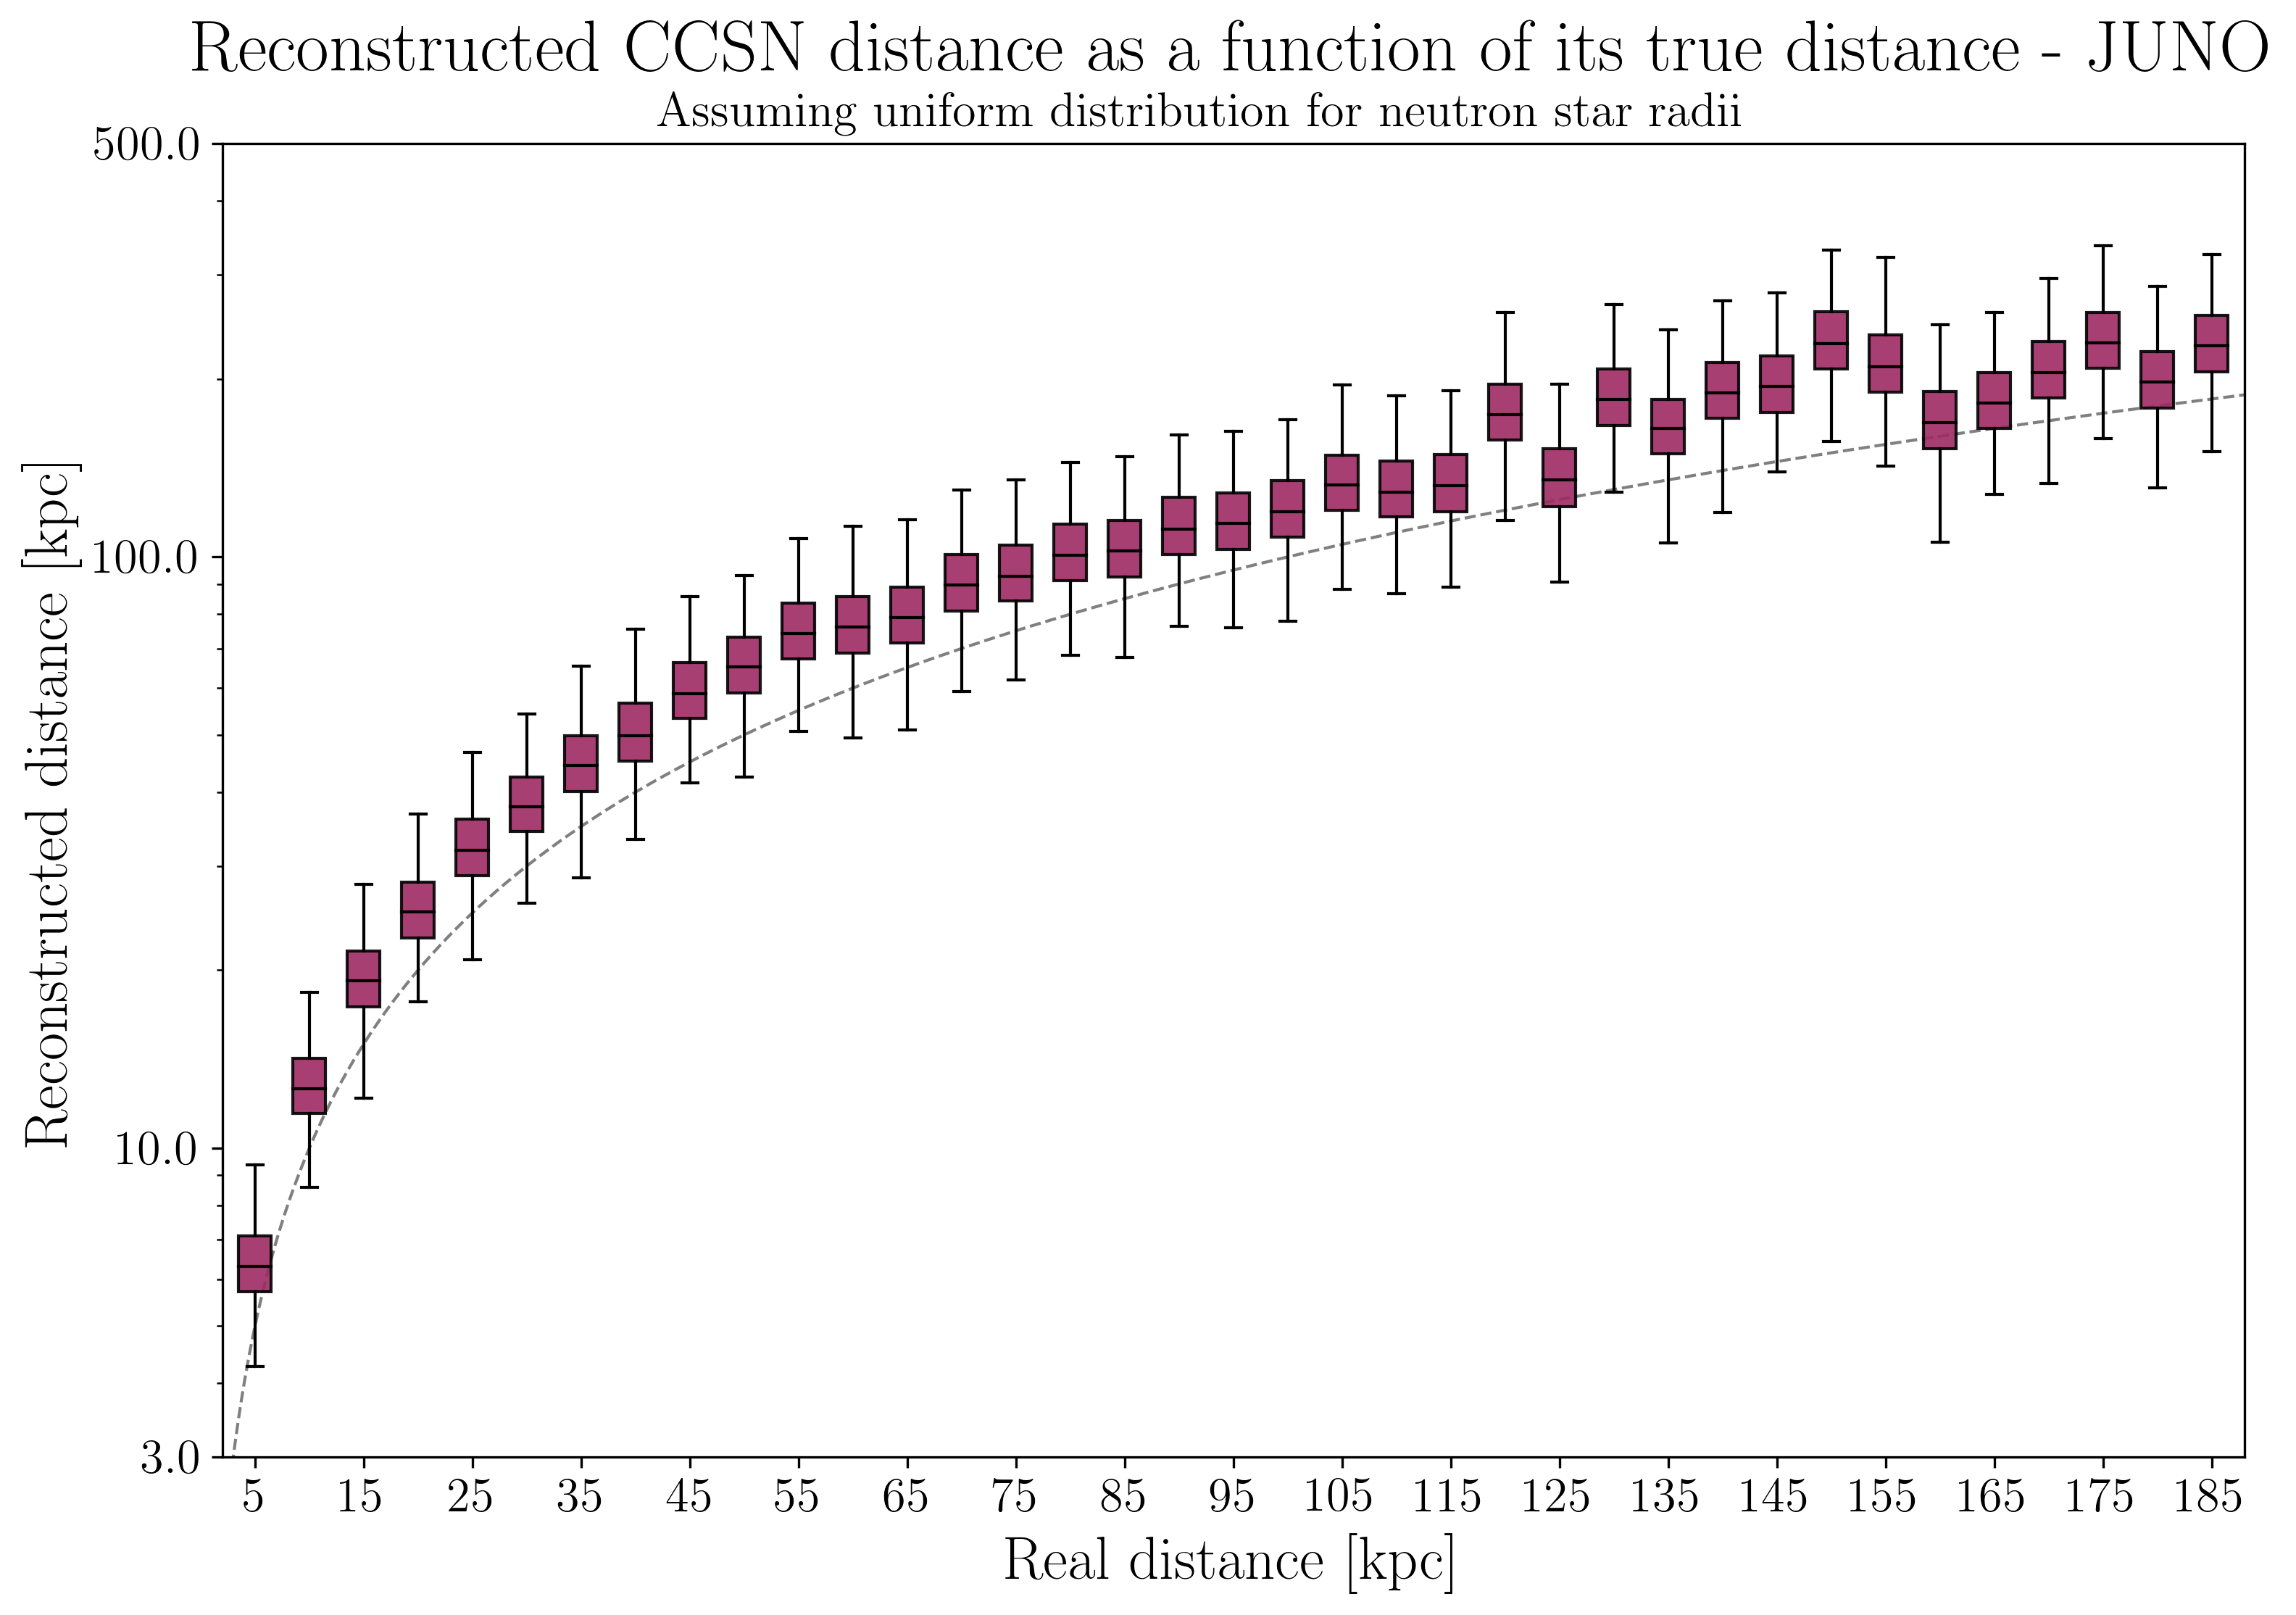 Reconstructed CCSN distance as a function of its true distance - JUNO
Assuming uniform distribution for neutron star radii
500.0
100.0
10.0
3.0
Reconstructed distance [kpc]
5 15 25 35 45 55 65 75 85 95 105 115 125 135 145 155 165 175 185
Real distance [kpc]